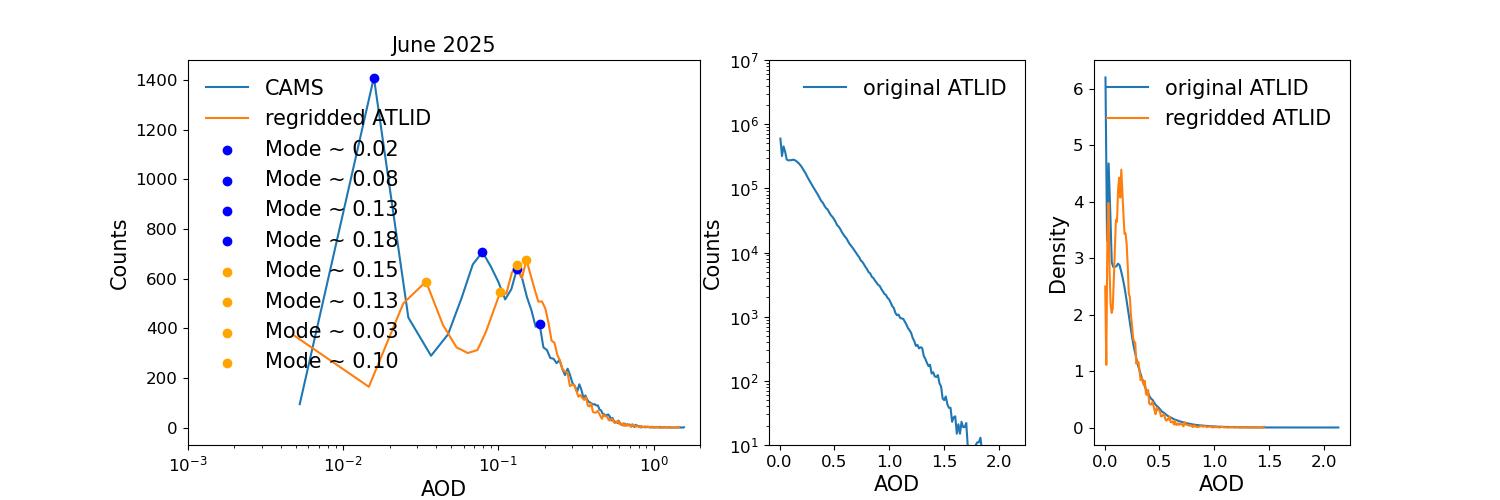 June 2025
Counts
1400
1200
1000
800
600
400
200
0
CAMS
regridded ATLID
Mode ~ 0.02
Mode ~ 0.08
Mode ~ 0.13
Mode ~ 0.18
Mode ~ 0.15
Mode ~ 0.13
Mode ~ 0.03
Mode ~ 0.10
10⁻³ 10⁻² 10⁻¹ 10⁰
AOD
Counts
10⁷
10⁶
10⁵
10⁴
10³
10²
10¹
original ATLID
0.0 0.5 1.0 1.5 2.0
AOD
Density
6
5
4
3
2
1
0
original ATLID
regridded ATLID
0.0 0.5 1.0 1.5 2.0
AOD